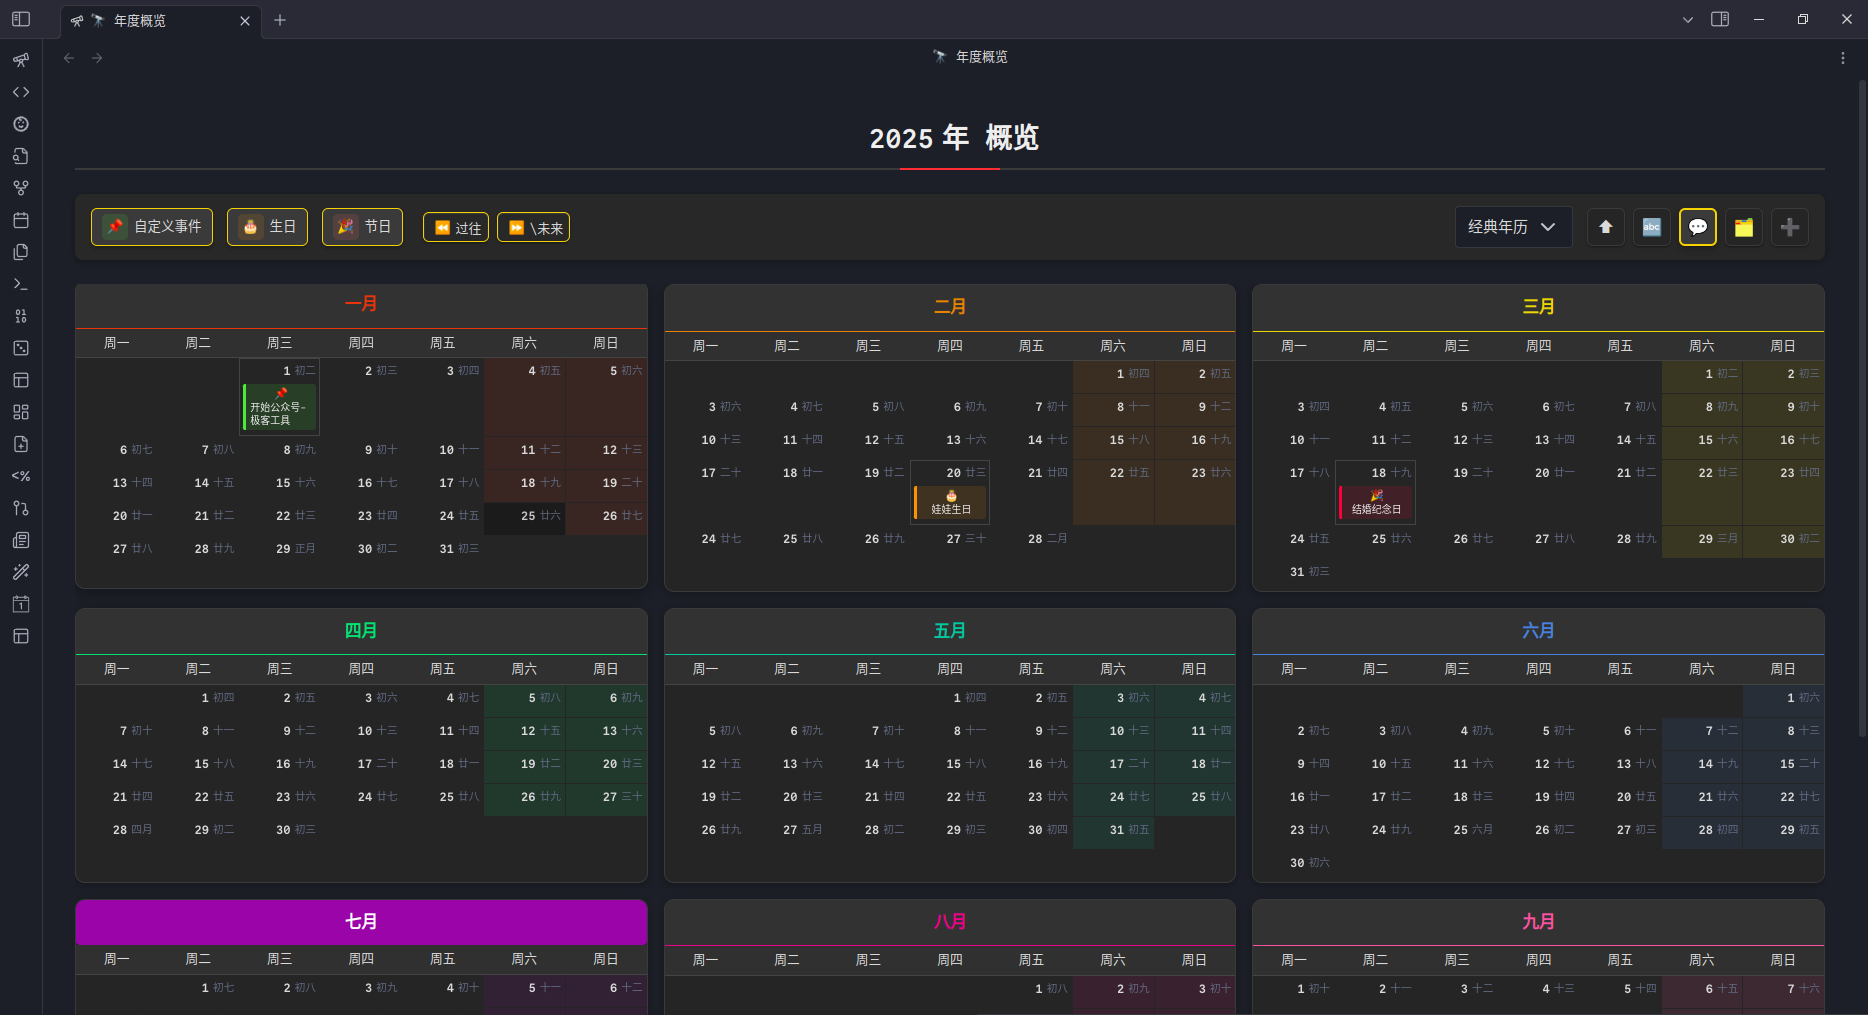 年度概览
年度概览
2025 年 概览
自定义事件 生日 节日 过往 \未来 经典年历 abc
一月
周一 周二 周三 周四 周五 周六 周日
1 初二 2 初三 3 初四 4 初五 5 初六
开始公众号-
极客工具
6 初七 7 初八 8 初九 9 初十 10 十一 11 十二 12 十三
13 十四 14 十五 15 十六 16 十七 17 十八 18 十九 19 二十
20 廿一 21 廿二 22 廿三 23 廿四 24 廿五 25 廿六 26 廿七
27 廿八 28 廿九 29 正月 30 初二 31 初三
二月
周一 周二 周三 周四 周五 周六 周日
1 初四 2 初五
3 初六 4 初七 5 初八 6 初九 7 初十 8 十一 9 十二
10 十三 11 十四 12 十五 13 十六 14 十七 15 十八 16 十九
17 二十 18 廿一 19 廿二 20 廿三 21 廿四 22 廿五 23 廿六
娃娃生日
24 廿七 25 廿八 26 廿九 27 三十 28 二月
三月
周一 周二 周三 周四 周五 周六 周日
1 初二 2 初三
3 初四 4 初五 5 初六 6 初七 7 初八 8 初九 9 初十
10 十一 11 十二 12 十三 13 十四 14 十五 15 十六 16 十七
17 十八 18 十九 19 二十 20 廿一 21 廿二 22 廿三 23 廿四
结婚纪念日
24 廿五 25 廿六 26 廿七 27 廿八 28 廿九 29 三月 30 初二
31 初三
四月
周一 周二 周三 周四 周五 周六 周日
1 初四 2 初五 3 初六 4 初七 5 初八 6 初九
7 初十 8 十一 9 十二 10 十三 11 十四 12 十五 13 十六
14 十七 15 十八 16 十九 17 二十 18 廿一 19 廿二 20 廿三
21 廿四 22 廿五 23 廿六 24 廿七 25 廿八 26 廿九 27 三十
28 四月 29 初二 30 初三
五月
周一 周二 周三 周四 周五 周六 周日
1 初四 2 初五 3 初六 4 初七
5 初八 6 初九 7 初十 8 十一 9 十二 10 十三 11 十四
12 十五 13 十六 14 十七 15 十八 16 十九 17 二十 18 廿一
19 廿二 20 廿三 21 廿四 22 廿五 23 廿六 24 廿七 25 廿八
26 廿九 27 五月 28 初二 29 初三 30 初四 31 初五
六月
周一 周二 周三 周四 周五 周六 周日
1 初六
2 初七 3 初八 4 初九 5 初十 6 十一 7 十二 8 十三
9 十四 10 十五 11 十六 12 十七 13 十八 14 十九 15 二十
16 廿一 17 廿二 18 廿三 19 廿四 20 廿五 21 廿六 22 廿七
23 廿八 24 廿九 25 六月 26 初二 27 初三 28 初四 29 初五
30 初六
七月
周一 周二 周三 周四 周五 周六 周日
1 初七 2 初八 3 初九 4 初十 5 十一 6 十二
八月
周一 周二 周三 周四 周五 周六 周日
1 初八 2 初九 3 初十
九月
周一 周二 周三 周四 周五 周六 周日
1 初十 2 十一 3 十二 4 十三 5 十四 6 十五 7 十六